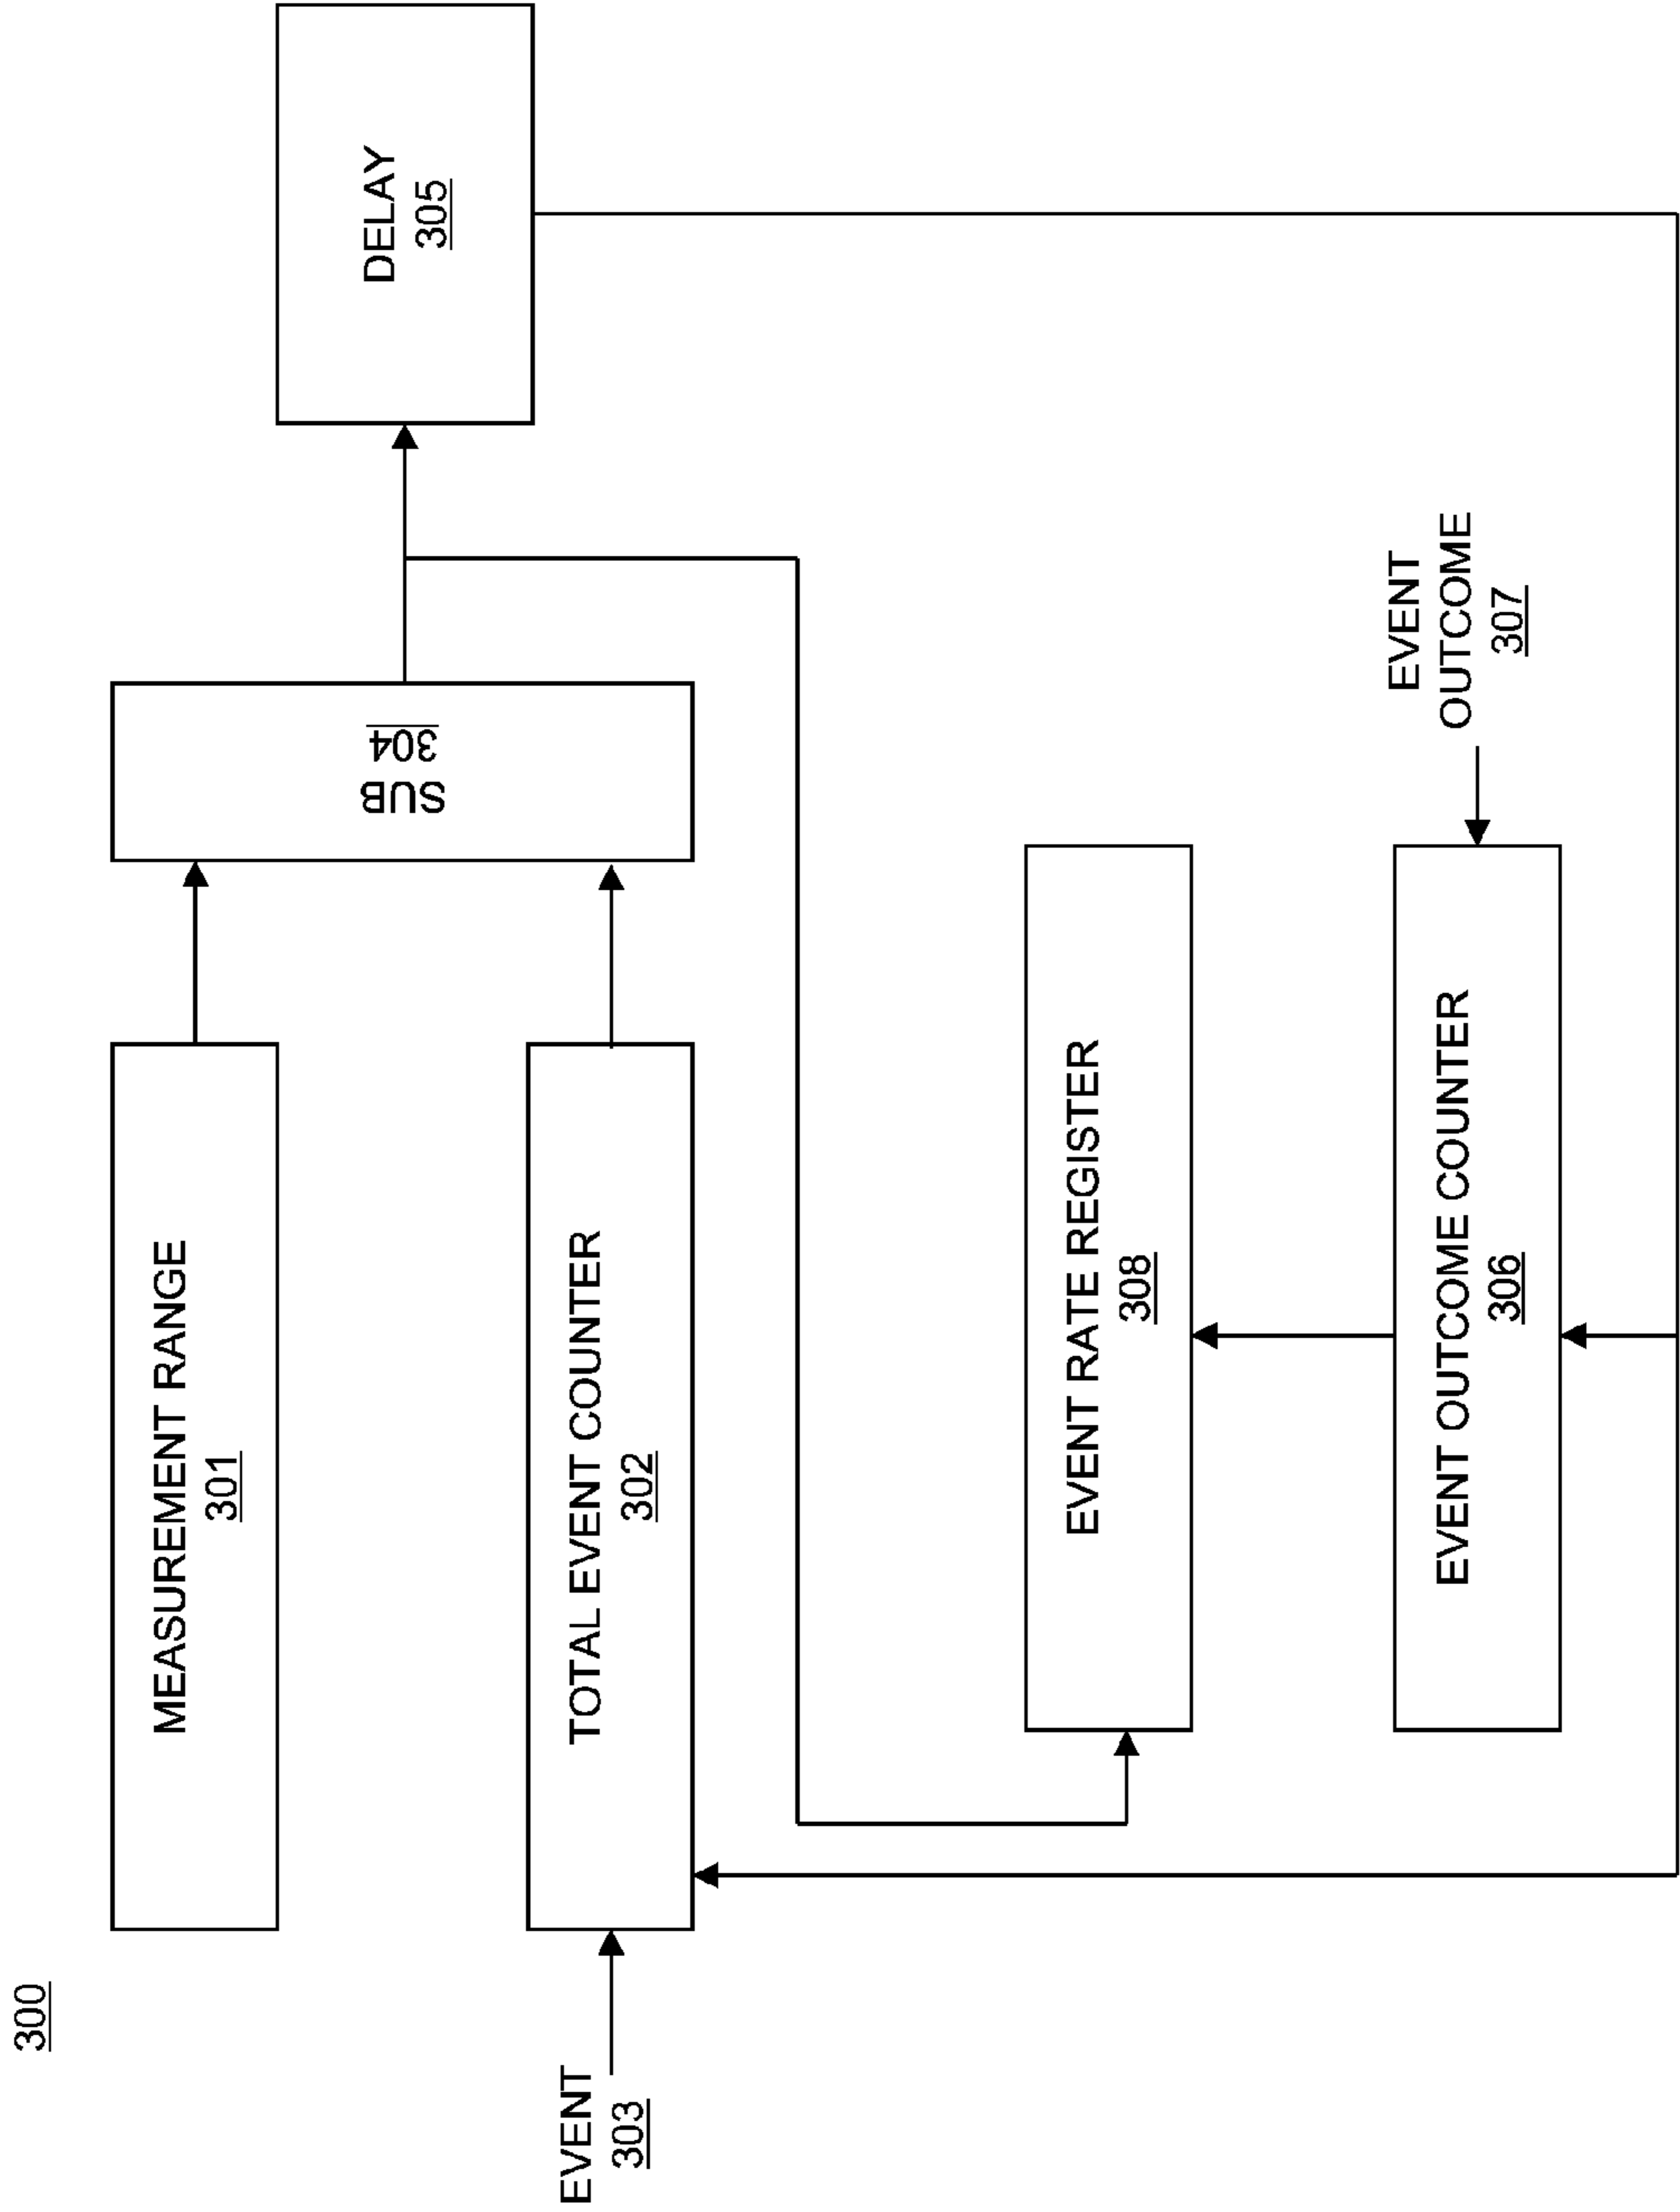 300
MEASUREMENT RANGE
301
SUB
304
DELAY
305
EVENT
303
TOTAL EVENT COUNTER
302
EVENT RATE REGISTER
308
EVENT
OUTCOME
307
EVENT OUTCOME COUNTER
306